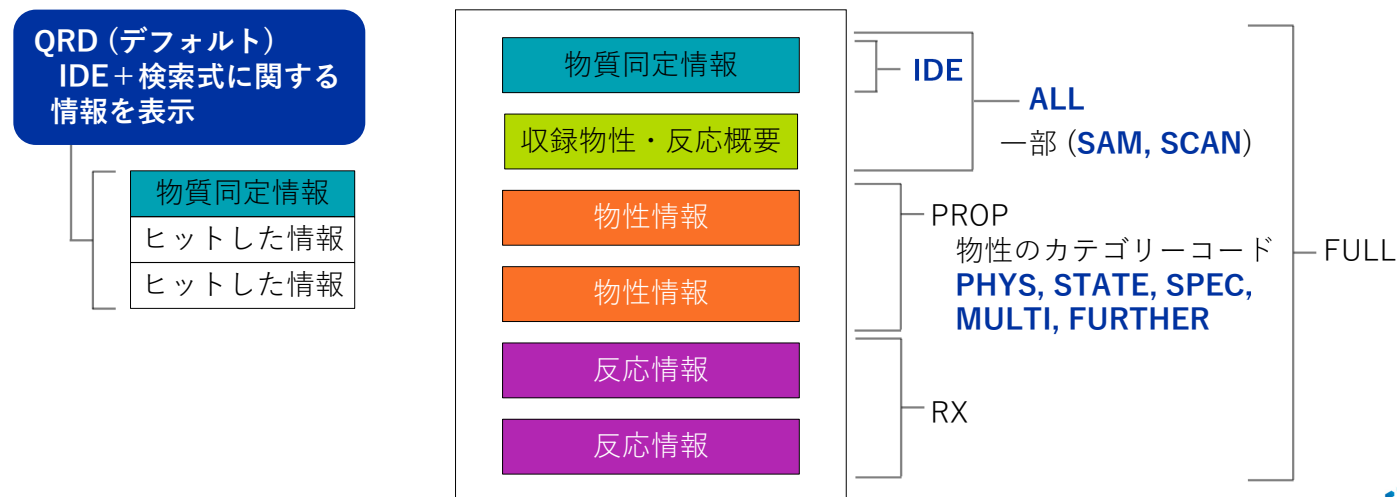 QRD (デフォルト)
IDE＋検索式に関する
情報を表示
物質同定情報
ヒットした情報
ヒットした情報
物質同定情報
収録物性・反応概要
物性情報
物性情報
反応情報
反応情報
IDE
ALL
一部 (SAM, SCAN)
PROP
物性のカテゴリーコード
PHYS, STATE, SPEC,
MULTI, FURTHER
RX
FULL